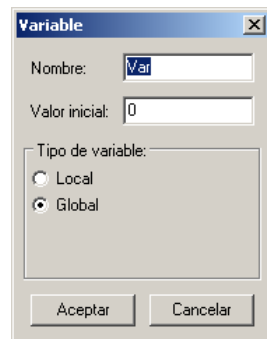 Variable
Nombre: Var
Valor inicial: 0
Tipo de variable:
Local
Global
Aceptar Cancelar